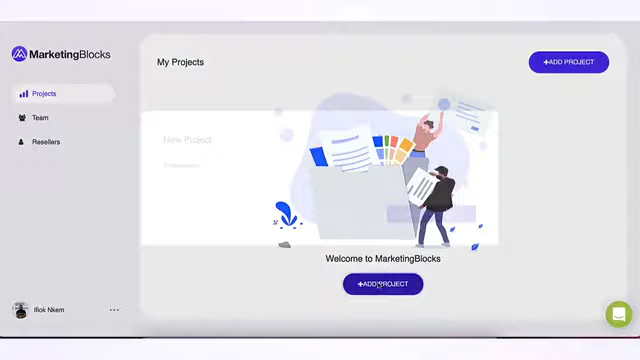 MarketingBlocks
My Projects
+ADD PROJECT
Projects
Team
Resellers
New Project
Welcome to MarketingBlocks
+ADD PROJECT
Ifiok Nkem